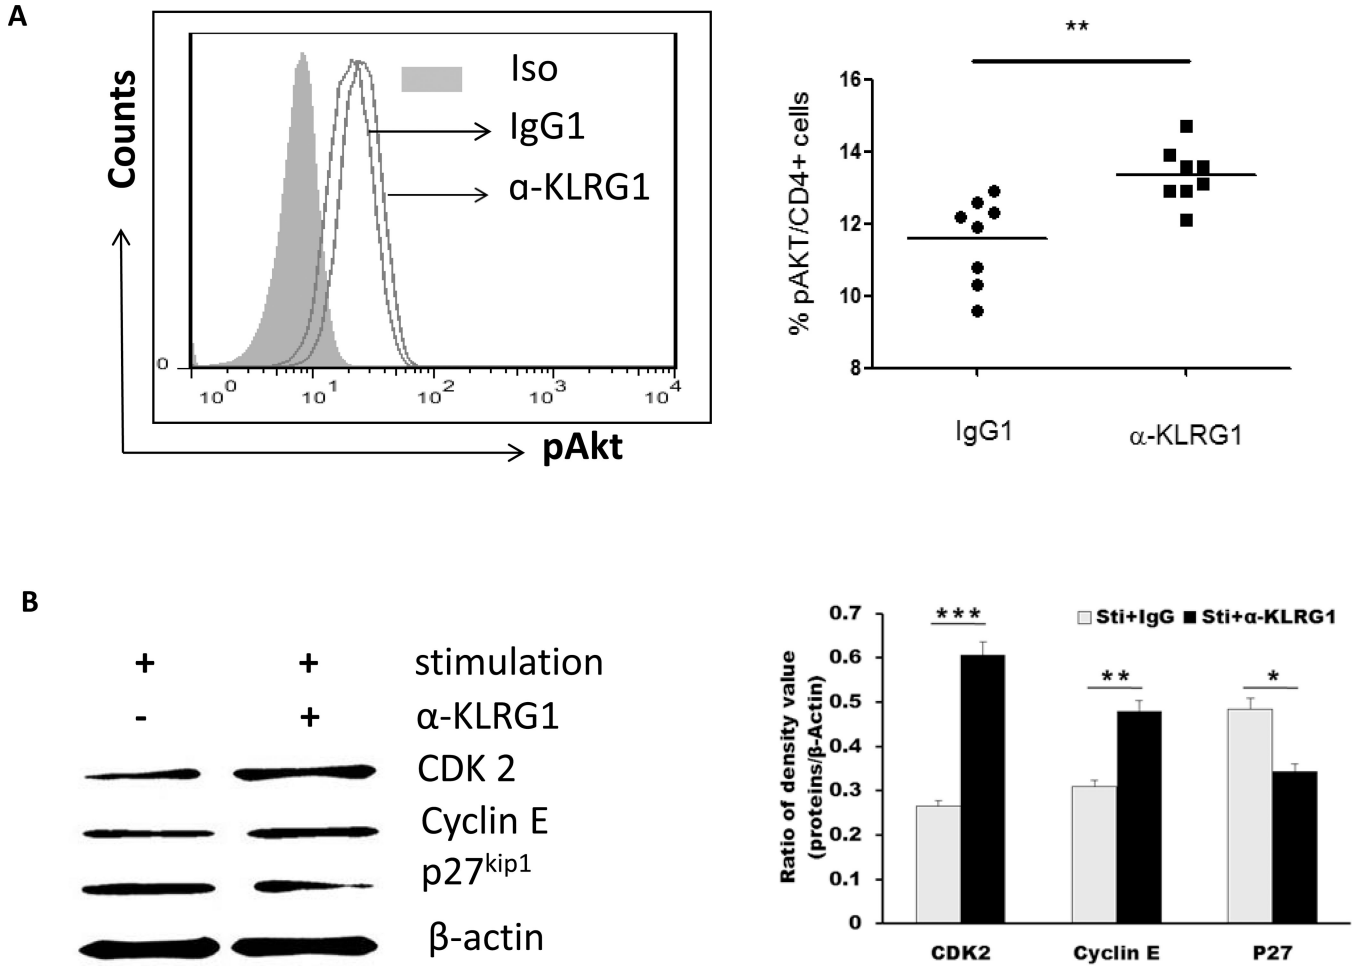 A
Counts
Iso
IgG1
α-KLRG1
0
10^0 10^1 10^2 10^3 10^4
pAkt
**
% pAKT/CD4+ cells
16
14
12
10
8
IgG1 α-KLRG1
B
+ + stimulation
- + α-KLRG1
CDK 2
Cyclin E
p27^kip1
β-actin
Ratio of density value
(proteins/β-Actin)
Sti+IgG Sti+α-KLRG1
*** ** *
0.7
0.6
0.5
0.4
0.3
0.2
0.1
0
CDK2 Cyclin E P27